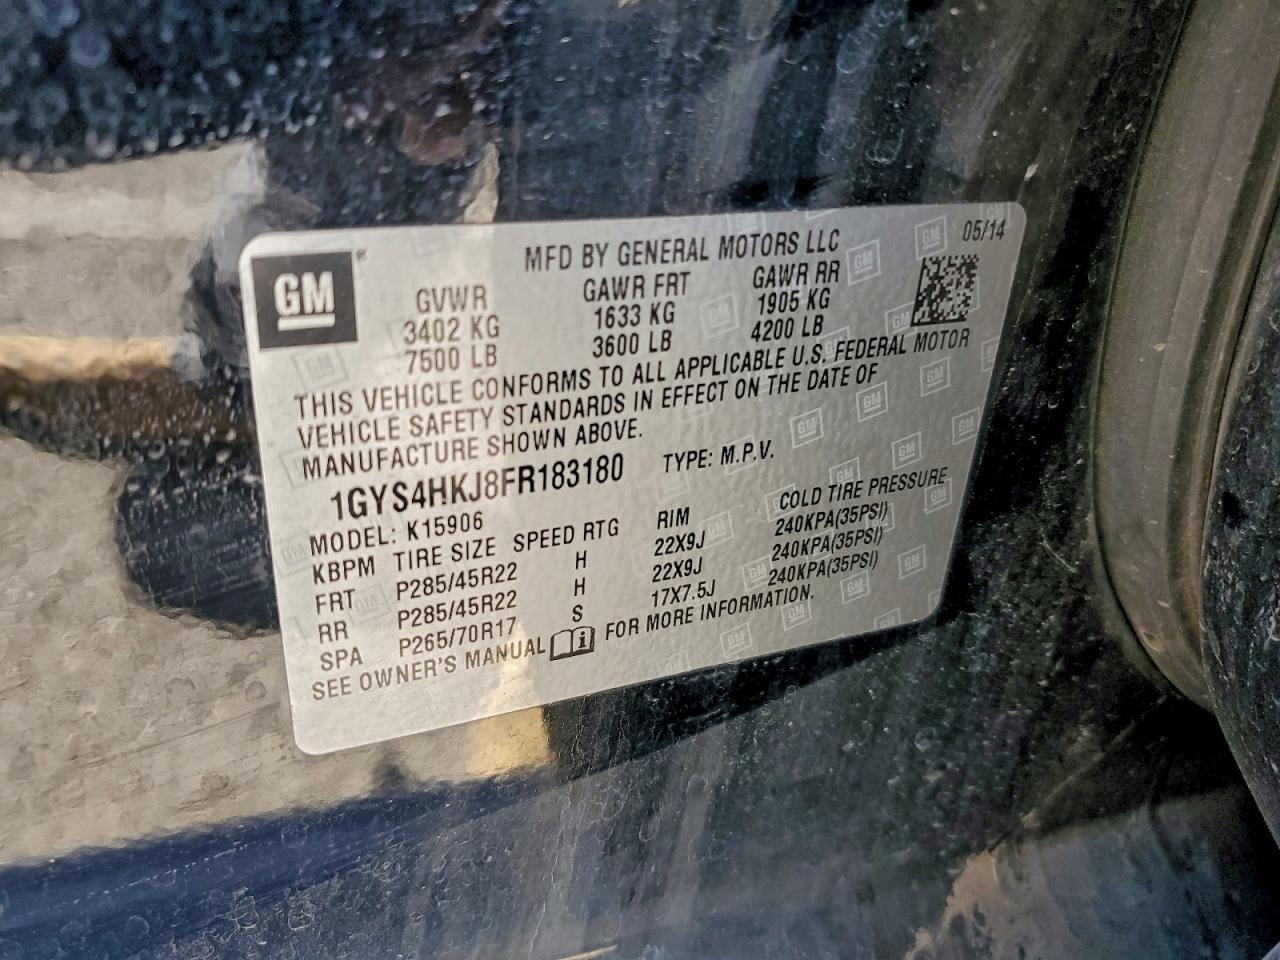 GM
MFD BY GENERAL MOTORS LLC 05/14
GVWR GAWR FRT GAWR RR
3402 KG 1633 KG 1905 KG
7500 LB 3600 LB 4200 LB
THIS VEHICLE CONFORMS TO ALL APPLICABLE U.S. FEDERAL MOTOR
VEHICLE SAFETY STANDARDS IN EFFECT ON THE DATE OF
MANUFACTURE SHOWN ABOVE.
1GYS4HKJ8FR183180 TYPE: M.P.V.
MODEL: K15906
KBPM TIRE SIZE SPEED RTG RIM COLD TIRE PRESSURE
FRT P285/45R22 H 22X9J 240KPA(35PSI)
RR P285/45R22 H 22X9J 240KPA(35PSI)
SPA P265/70R17 S 17X7.5J 240KPA(35PSI)
SEE OWNER'S MANUAL FOR MORE INFORMATION.